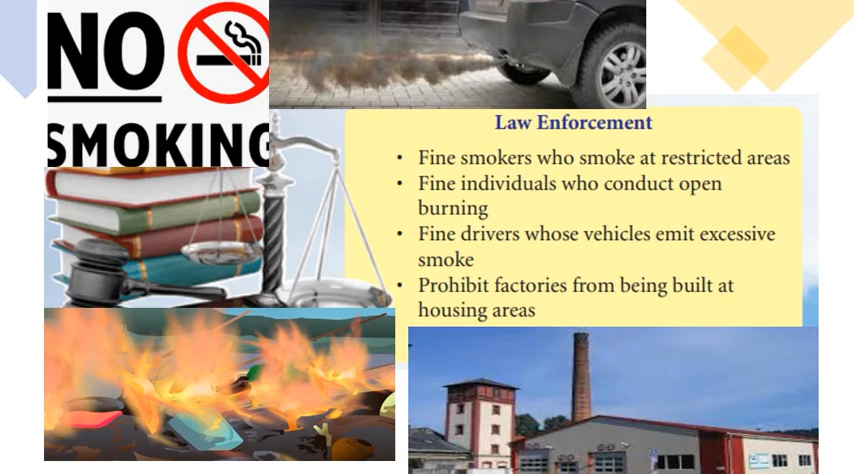 NO
SMOKING
Law Enforcement
• Fine smokers who smoke at restricted areas
• Fine individuals who conduct open
burning
• Fine drivers whose vehicles emit excessive
smoke
• Prohibit factories from being built at
housing areas